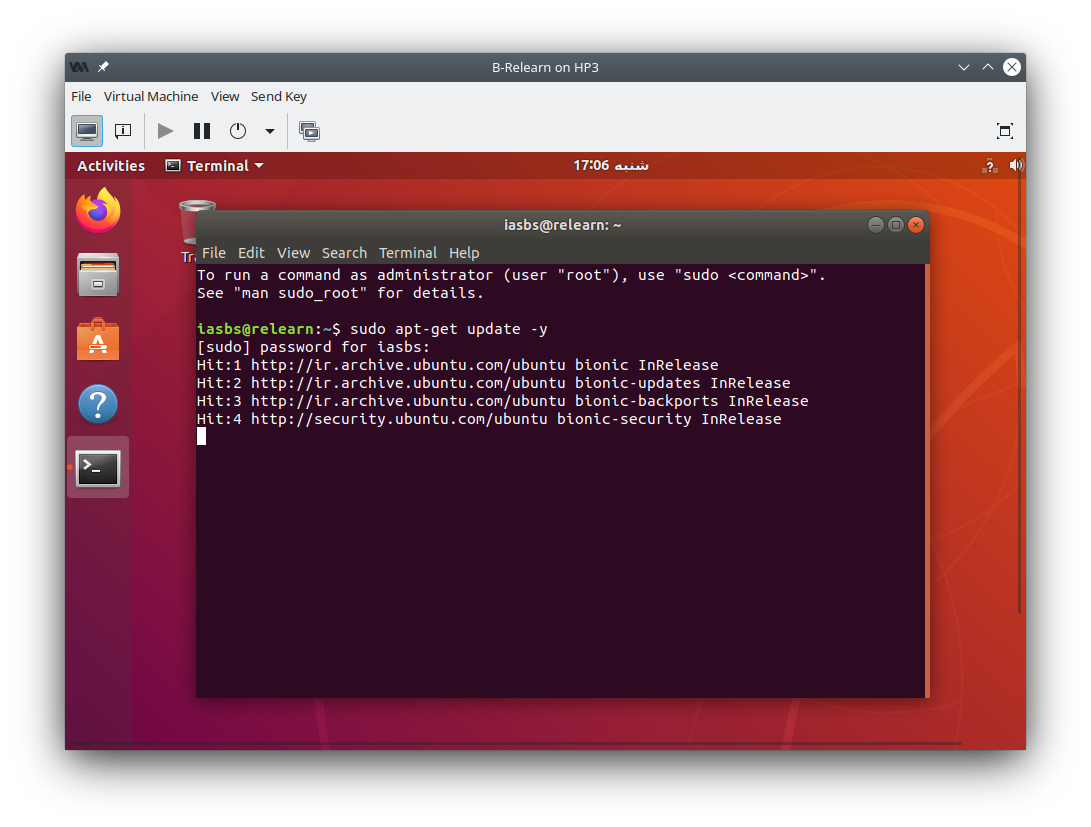 B-Relearn on HP3
File Virtual Machine View Send Key
Activities Terminal شنبه 17:06
iasbs@relearn: ~
File Edit View Search Terminal Help
To run a command as administrator (user "root"), use "sudo <command>".
See "man sudo_root" for details.
iasbs@relearn:~$ sudo apt-get update -y
[sudo] password for iasbs:
Hit:1 http://ir.archive.ubuntu.com/ubuntu bionic InRelease
Hit:2 http://ir.archive.ubuntu.com/ubuntu bionic-updates InRelease
Hit:3 http://ir.archive.ubuntu.com/ubuntu bionic-backports InRelease
Hit:4 http://security.ubuntu.com/ubuntu bionic-security InRelease